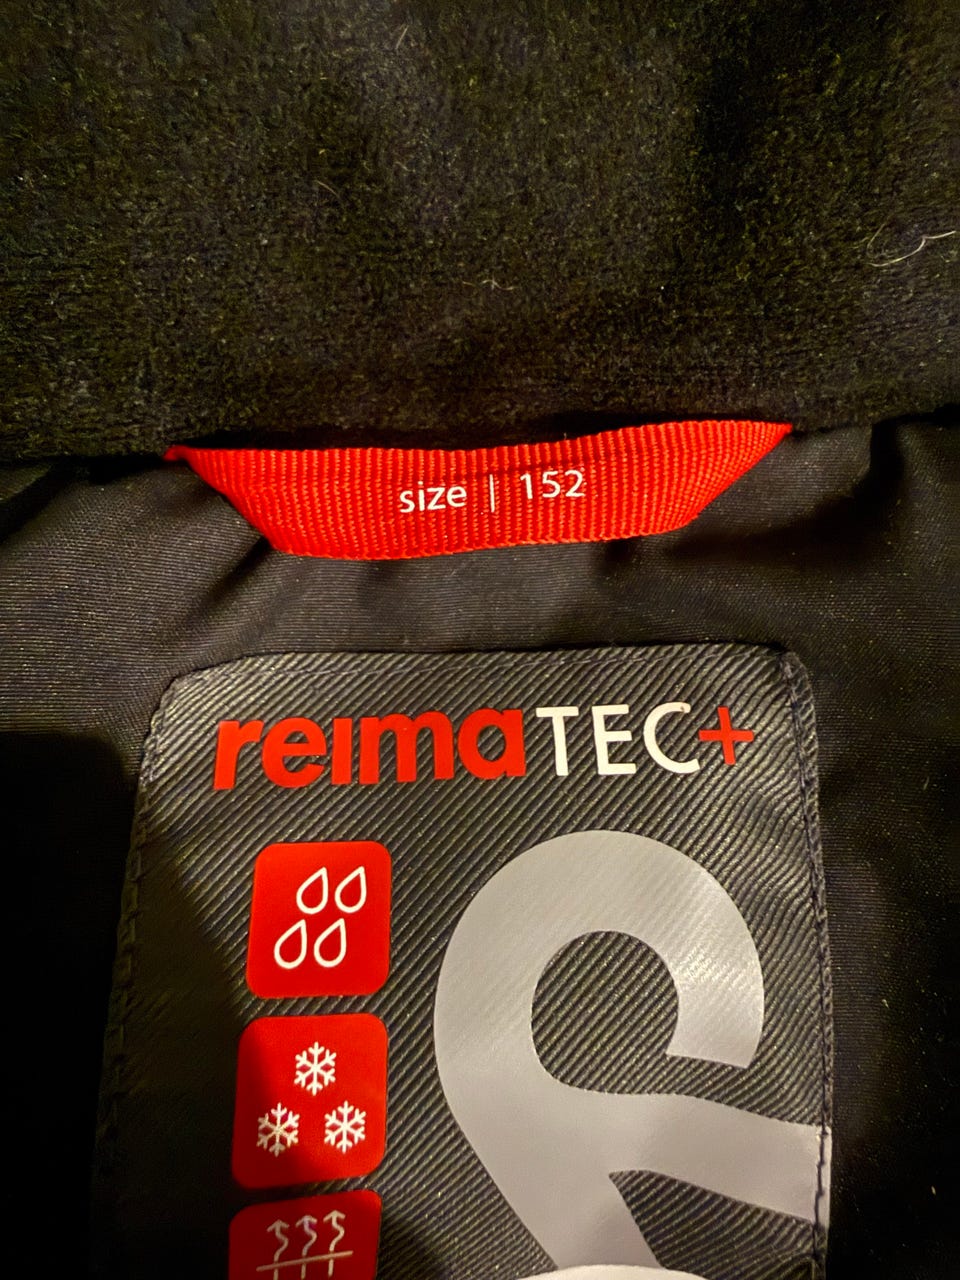 size | 152
reimaTEC+